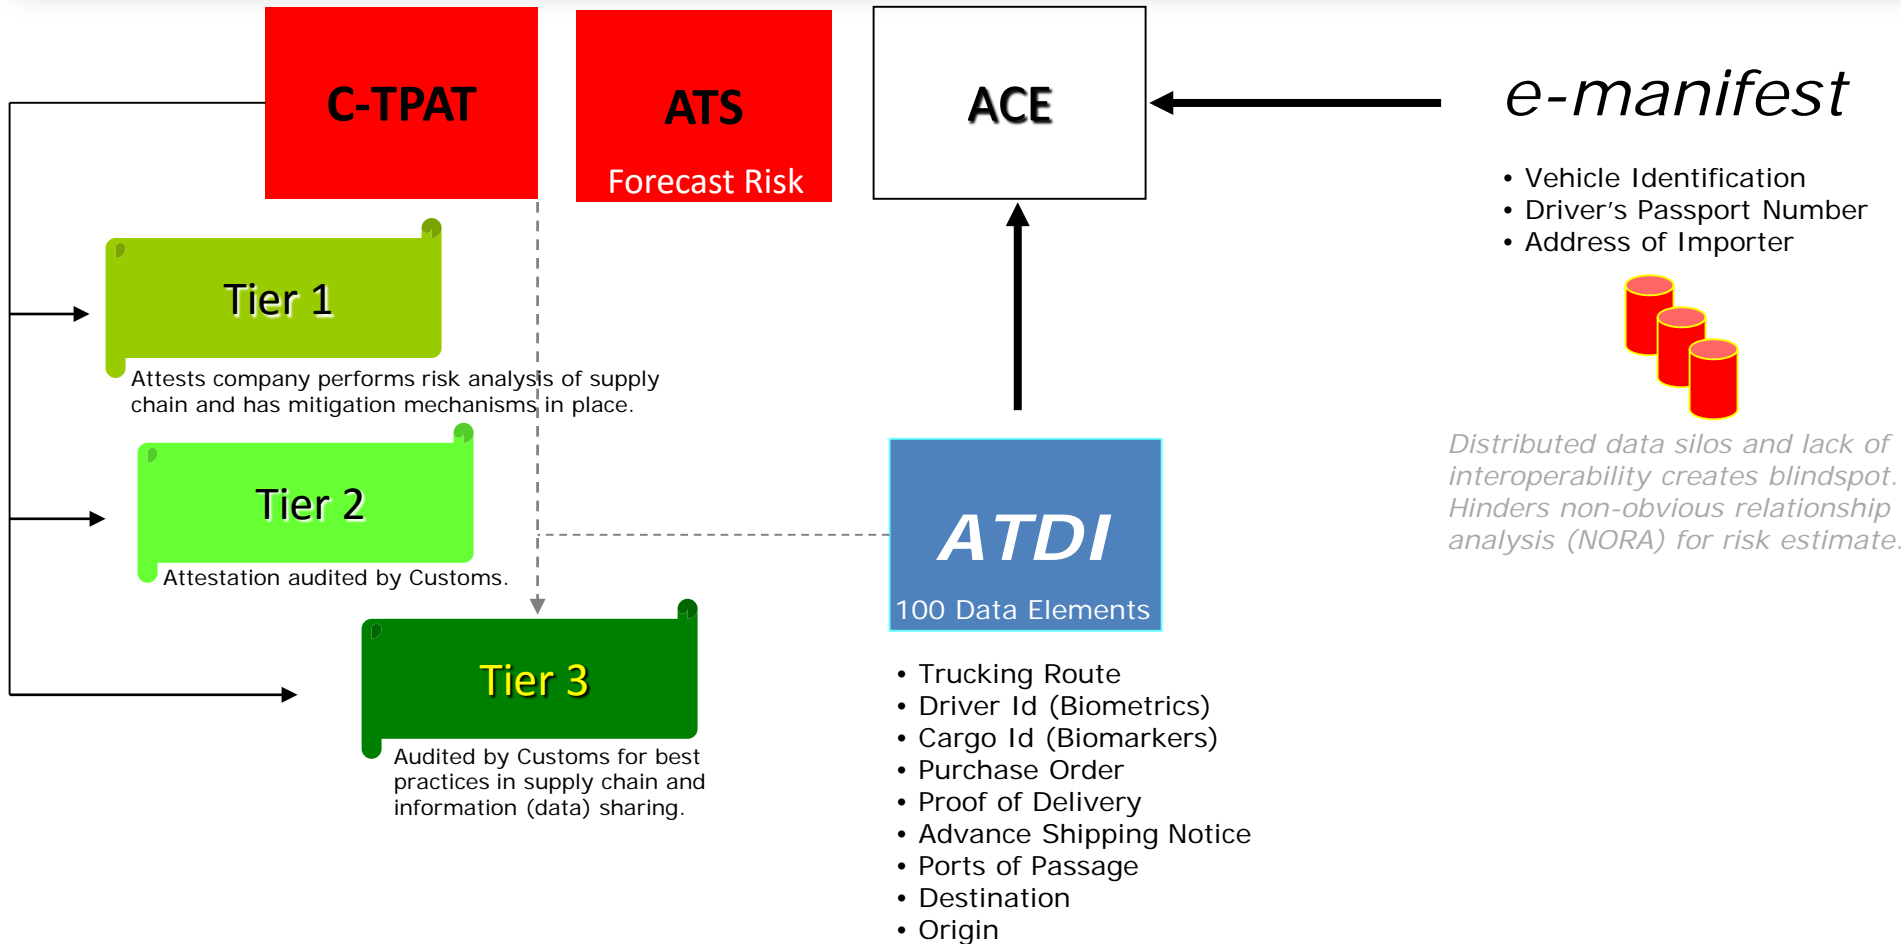 C-TPAT
ATS
Forecast Risk
ACE
e-manifest
• Vehicle Identification
• Driver's Passport Number
• Address of Importer
Distributed data silos and lack of
interoperability creates blindspot.
Hinders non-obvious relationship
analysis (NORA) for risk estimate.
Tier 1
Attests company performs risk analysis of supply
chain and has mitigation mechanisms in place.
Tier 2
Attestation audited by Customs.
Tier 3
Audited by Customs for best
practices in supply chain and
information (data) sharing.
ATDI
100 Data Elements
• Trucking Route
• Driver Id (Biometrics)
• Cargo Id (Biomarkers)
• Purchase Order
• Proof of Delivery
• Advance Shipping Notice
• Ports of Passage
• Destination
• Origin